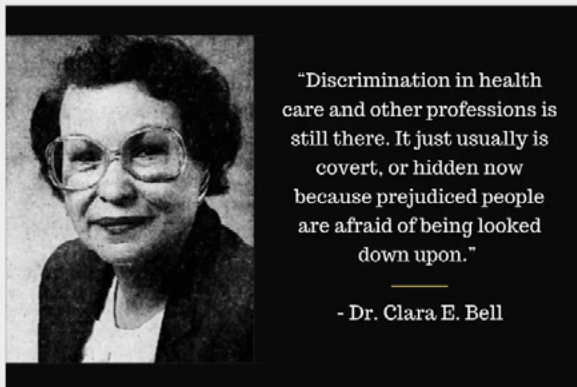 “Discrimination in health
care and other professions is
still there. It just usually is
covert, or hidden now
because prejudiced people
are afraid of being looked
down upon.”
- Dr. Clara E. Bell